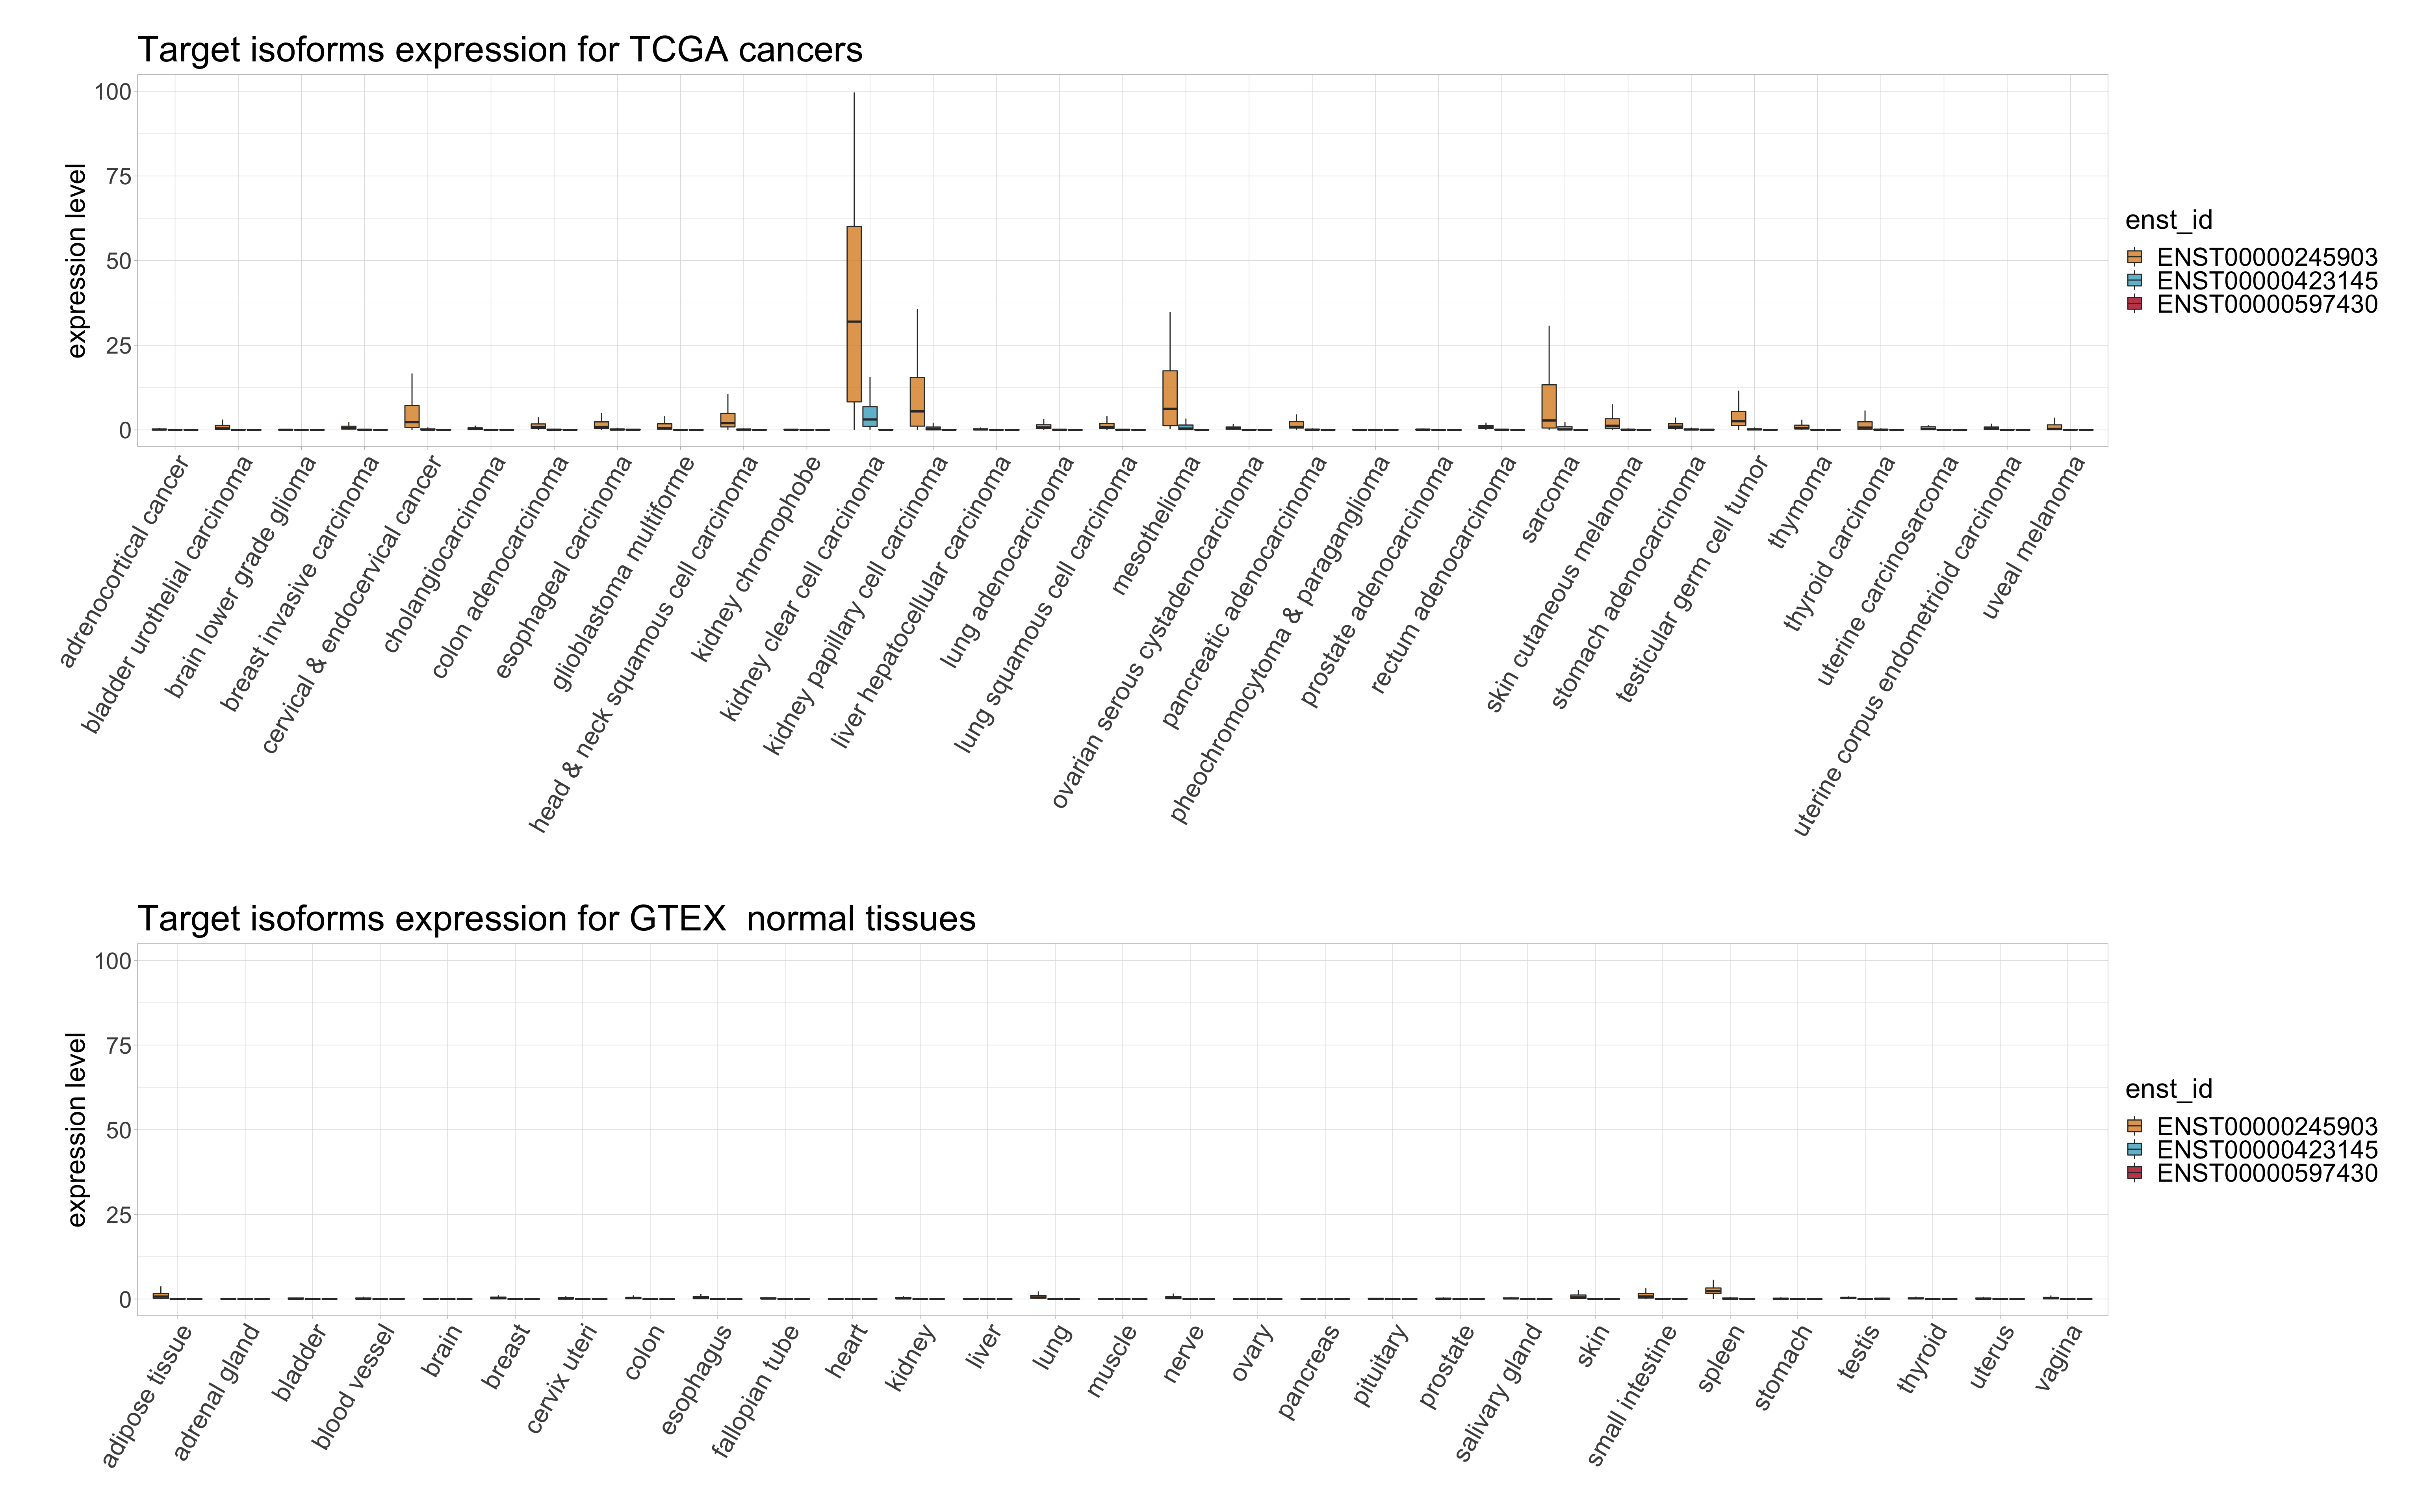 Target isoforms expression for TCGA cancers
expression level
100
75
50
25
0
adrenocortical cancer
bladder urothelial carcinoma
brain lower grade glioma
breast invasive carcinoma
cervical & endocervical cancer
cholangiocarcinoma
colon adenocarcinoma
esophageal carcinoma
glioblastoma multiforme
head & neck squamous cell carcinoma
kidney chromophobe
kidney clear cell carcinoma
kidney papillary cell carcinoma
liver hepatocellular carcinoma
lung adenocarcinoma
lung squamous cell carcinoma
mesothelioma
ovarian serous cystadenocarcinoma
pancreatic adenocarcinoma
pheochromocytoma & paraganglioma
prostate adenocarcinoma
rectum adenocarcinoma
sarcoma
skin cutaneous melanoma
stomach adenocarcinoma
testicular germ cell tumor
thymoma
thyroid carcinoma
uterine carcinosarcoma
uterine corpus endometrioid carcinoma
uveal melanoma
enst_id
ENST00000245903
ENST00000423145
ENST00000597430
Target isoforms expression for GTEX  normal tissues
expression level
100
75
50
25
0
adipose tissue
adrenal gland
bladder
blood vessel
brain
breast
cervix uteri
colon
esophagus
fallopian tube
heart
kidney
liver
lung
muscle
nerve
ovary
pancreas
pituitary
prostate
salivary gland
skin
small intestine
spleen
stomach
testis
thyroid
uterus
vagina
enst_id
ENST00000245903
ENST00000423145
ENST00000597430